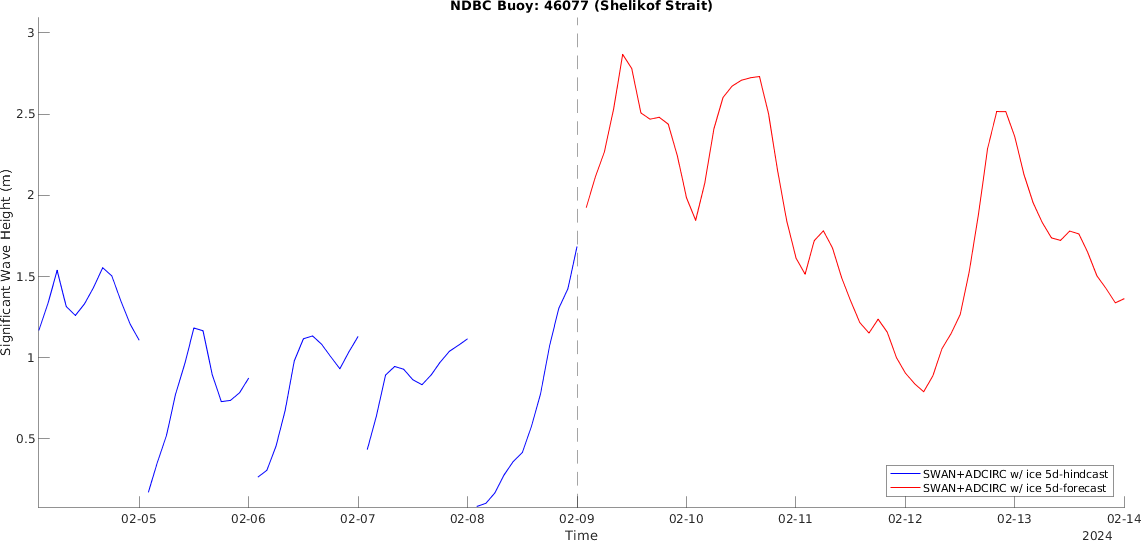 NDBC Buoy: 46077 (Shelikof Strait)
Significant Wave Height (m)
3
2.5
2
1.5
1
0.5
SWAN+ADCIRC w/ ice 5d-hindcast
SWAN+ADCIRC w/ ice 5d-forecast
02-05 02-06 02-07 02-08 02-09 02-10 02-11 02-12 02-13 02-14
Time
2024